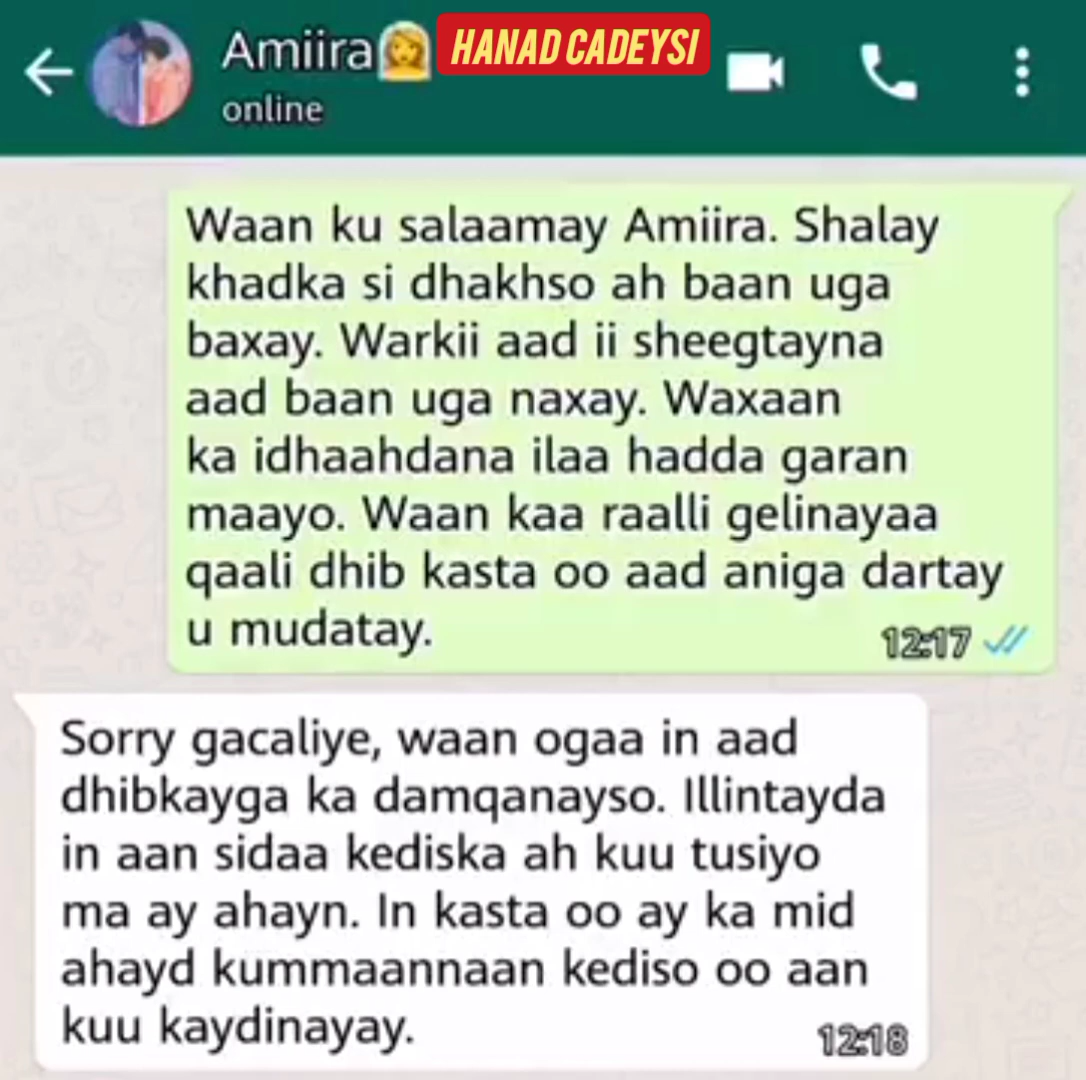 Amiira
HANAD CADEYSI
online
Waan ku salaamay Amiira. Shalay
khadka si dhakhso ah baan uga
baxay. Warkii aad ii sheegtayna
aad baan uga naxay. Waxaan
ka idhaahdana ilaa hadda garan
maayo. Waan kaa raalli gelinayaa
qaali dhib kasta oo aad aniga dartay
u mudatay.
12:17
Sorry gacaliye, waan ogaa in aad
dhibkayga ka damqanayso. Illintayda
in aan sidaa kediska ah kuu tusiyo
ma ay ahayn. In kasta oo ay ka mid
ahayd kummaannaan kediso oo aan
kuu kaydinayay.
12:18